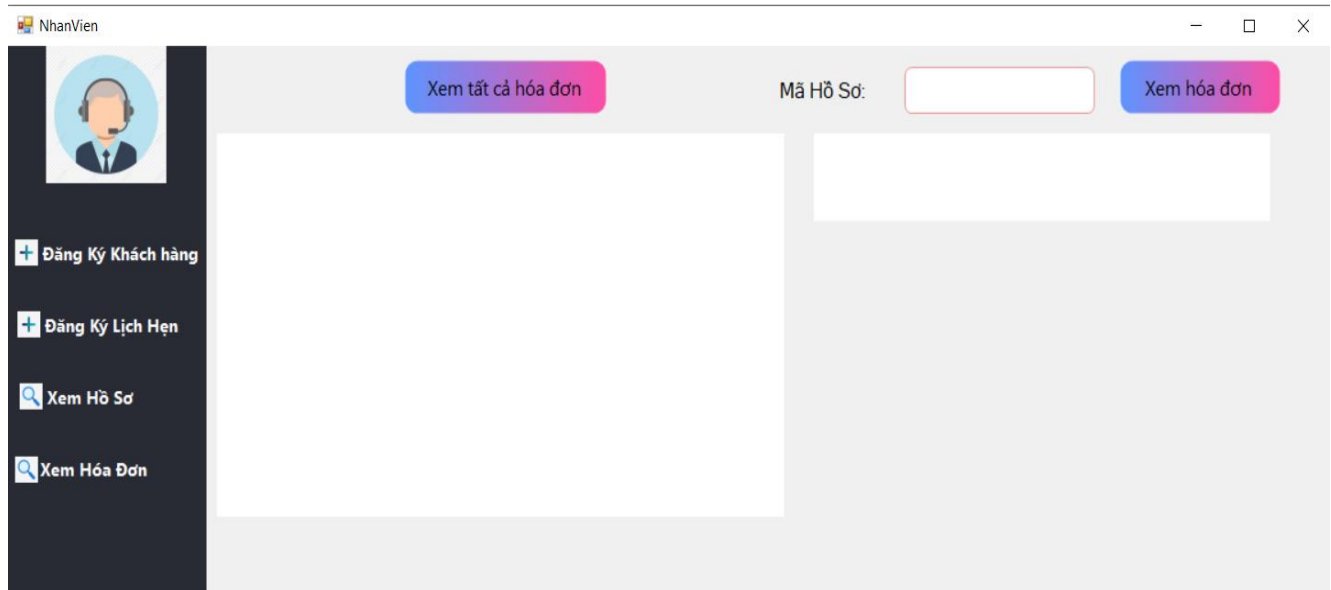 NhanVien
Xem tất cả hóa đơn
Mã Hồ Sơ:
Xem hóa đơn
Đăng Ký Khách hàng
Đăng Ký Lịch Hẹn
Xem Hồ Sơ
Xem Hóa Đơn